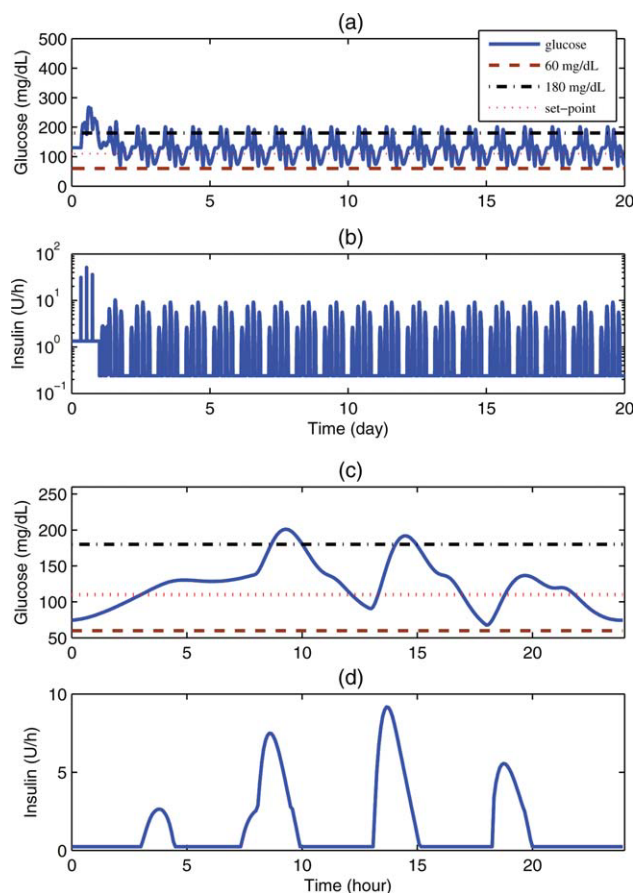 (a)
Glucose (mg/dL)
500
400
300
200
100
0
glucose
60 mg/dL
180 mg/dL
set-point
0 5 10 15 20
(b)
Insulin (U/h)
10^2
10^1
10^0
10^-1
0 5 10 15 20
Time (day)
(c)
Glucose (mg/dL)
250
200
150
100
50
0 5 10 15 20
(d)
Insulin (U/h)
10
5
0
0 5 10 15 20
Time (hour)